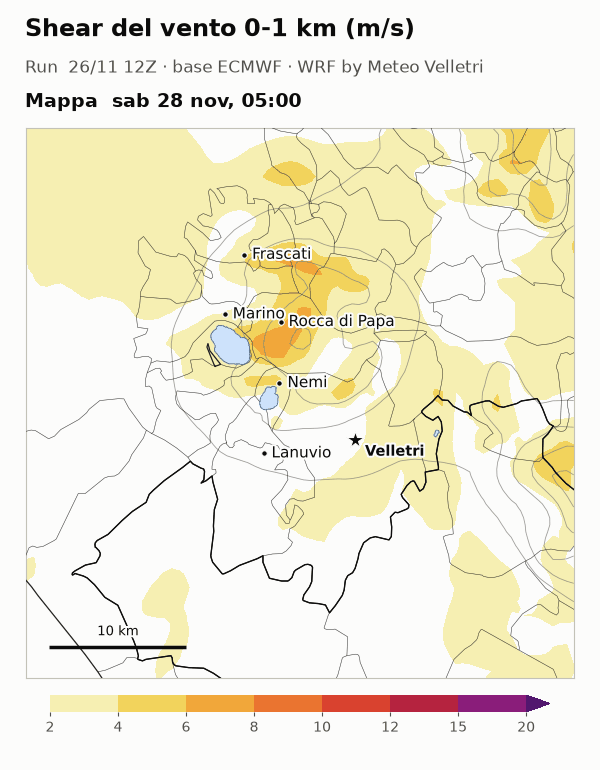 Shear del vento 0-1 km (m/s)
Run  26/11 12Z · base ECMWF · WRF by Meteo Velletri
Mappa  sab 28 nov, 05:00
Frascati
Marino
Rocca di Papa
Nemi
Velletri
Lanuvio
10 km
2 4 6 8 10 12 15 20